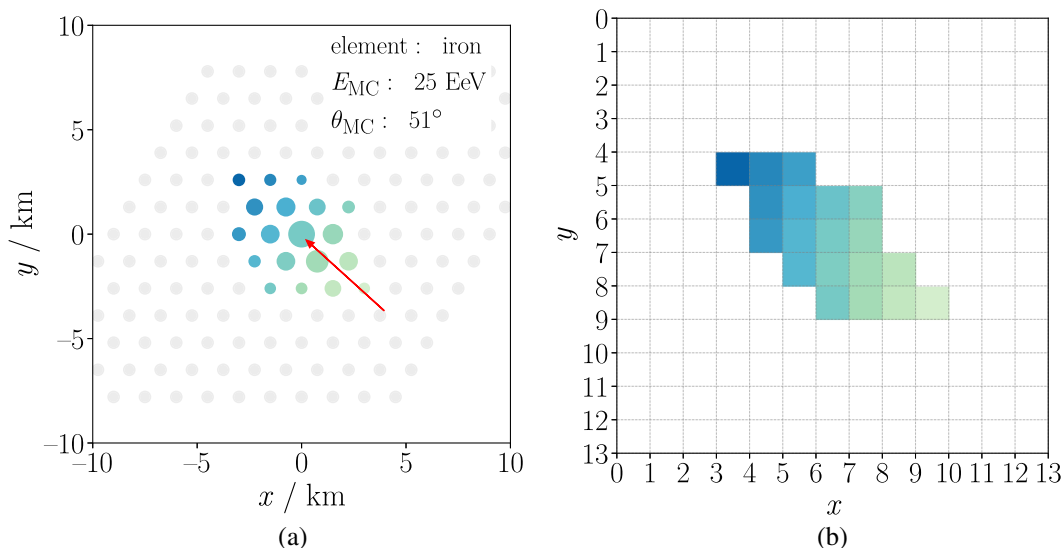 10
5
0
−5
−10
y / km
element : iron
E_MC : 25 EeV
θ_MC : 51°
−10 −5 0 5 10
x / km
(a)
0
1
2
3
4
5
6
7
8
9
10
11
12
13
y
0 1 2 3 4 5 6 7 8 9 10 11 12 13
x
(b)